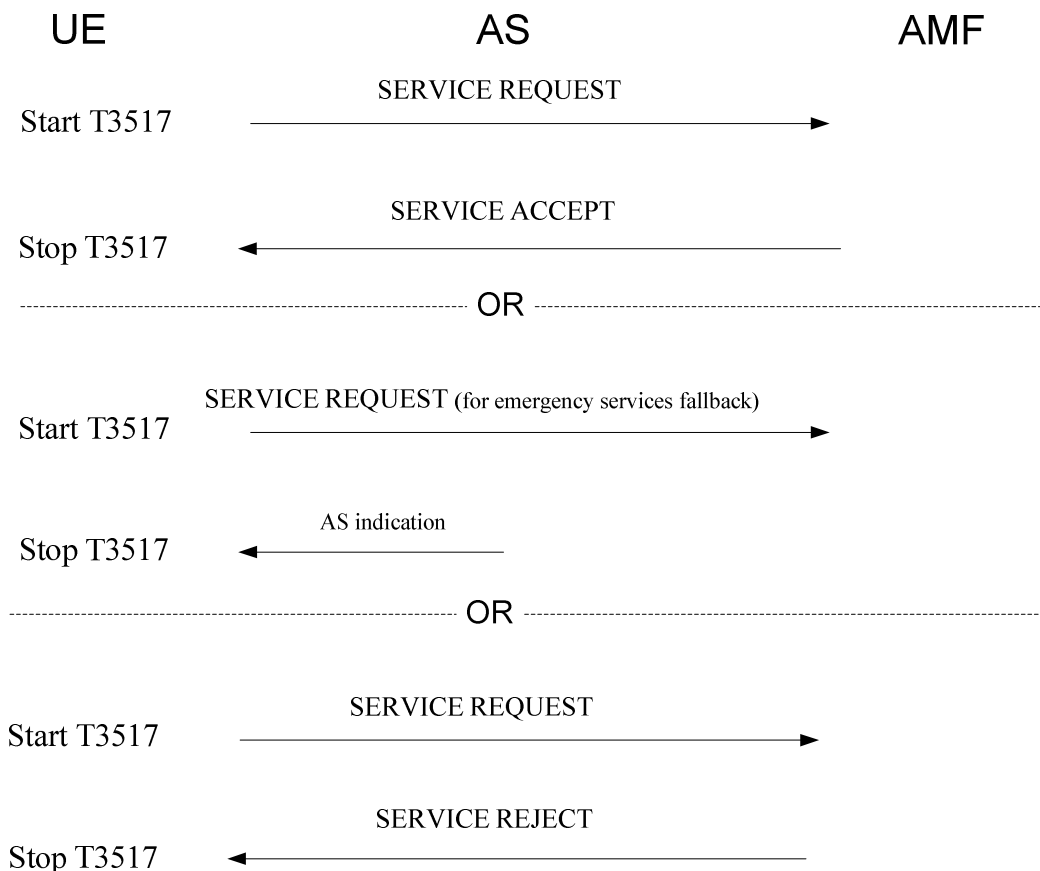 UE AS AMF
SERVICE REQUEST
Start T3517
SERVICE ACCEPT
Stop T3517
OR
SERVICE REQUEST (for emergency services fallback)
Start T3517
AS indication
Stop T3517
OR
SERVICE REQUEST
Start T3517
SERVICE REJECT
Stop T3517